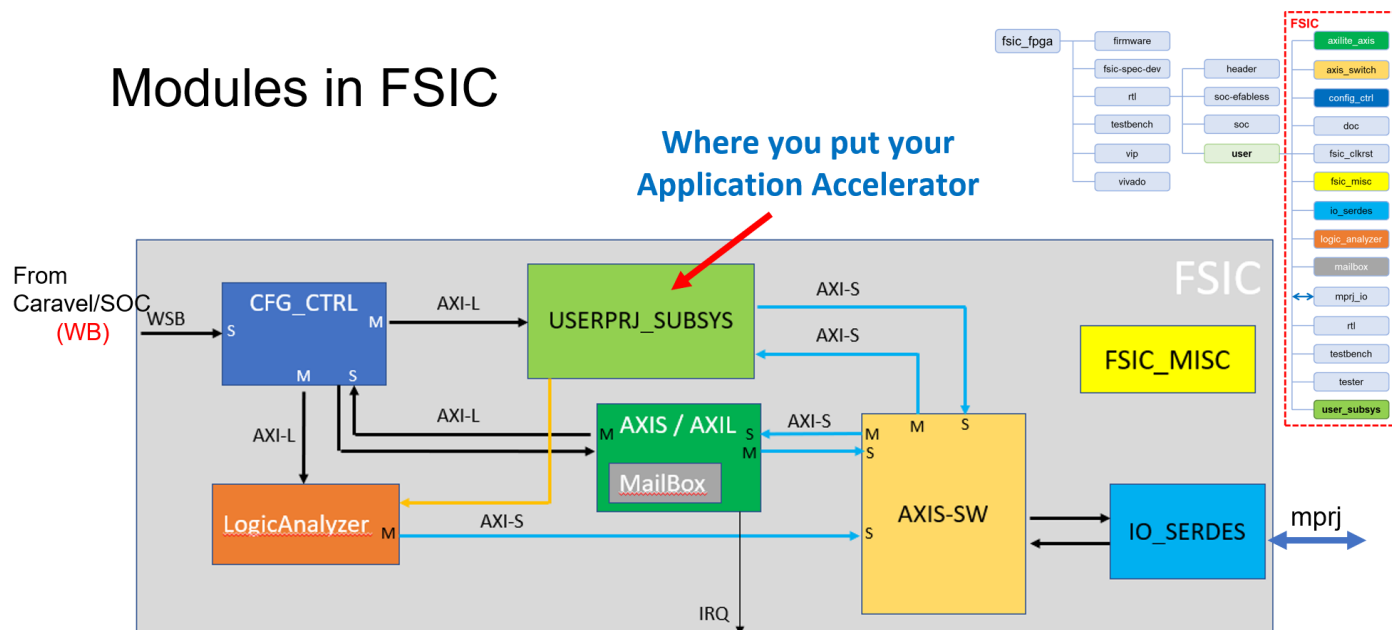 Modules in FSIC
fsic_fpga
firmware
fsic-spec-dev
rtl
testbench
vip
vivado
header
soc-efabless
soc
user
FSIC
axilite_axis
axis_switch
config_ctrl
doc
fsic_clkrst
fsic_misc
io_serdes
logic_analyzer
mailbox
mprj_io
rtl
testbench
tester
user_subsys
Where you put your
Application Accelerator
From
Caravel/SOC
(WB)
WSB
S
CFG_CTRL
M
M
S
AXI-L
USERPRJ_SUBSYS
AXI-S
AXI-S
FSIC
FSIC_MISC
AXI-L
AXI-L
M
AXIS / AXIL
S
M
MailBox
AXI-S
M
S
M
S
S
AXIS-SW
LogicAnalyzer
M
AXI-S
IO_SERDES
mprj
IRQ